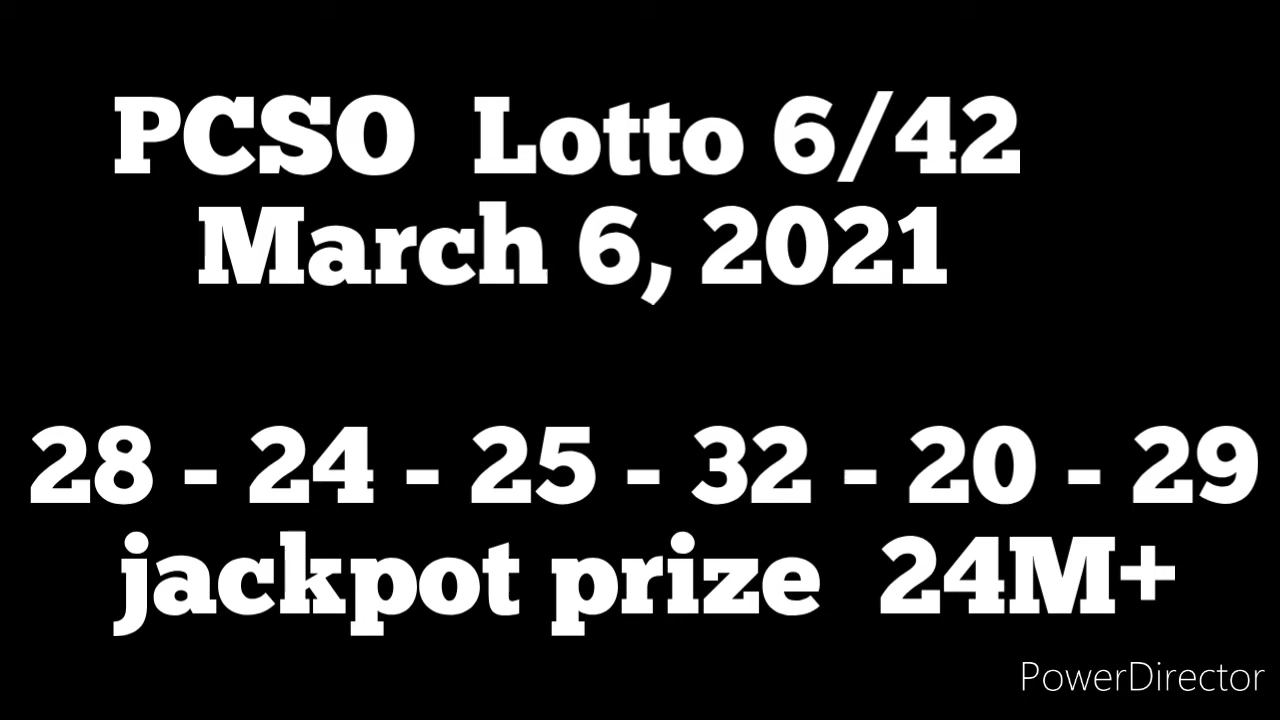 PCSO Lotto 6/42
March 6, 2021
28 - 24 - 25 - 32 - 20 - 29
jackpot prize 24M+
PowerDirector